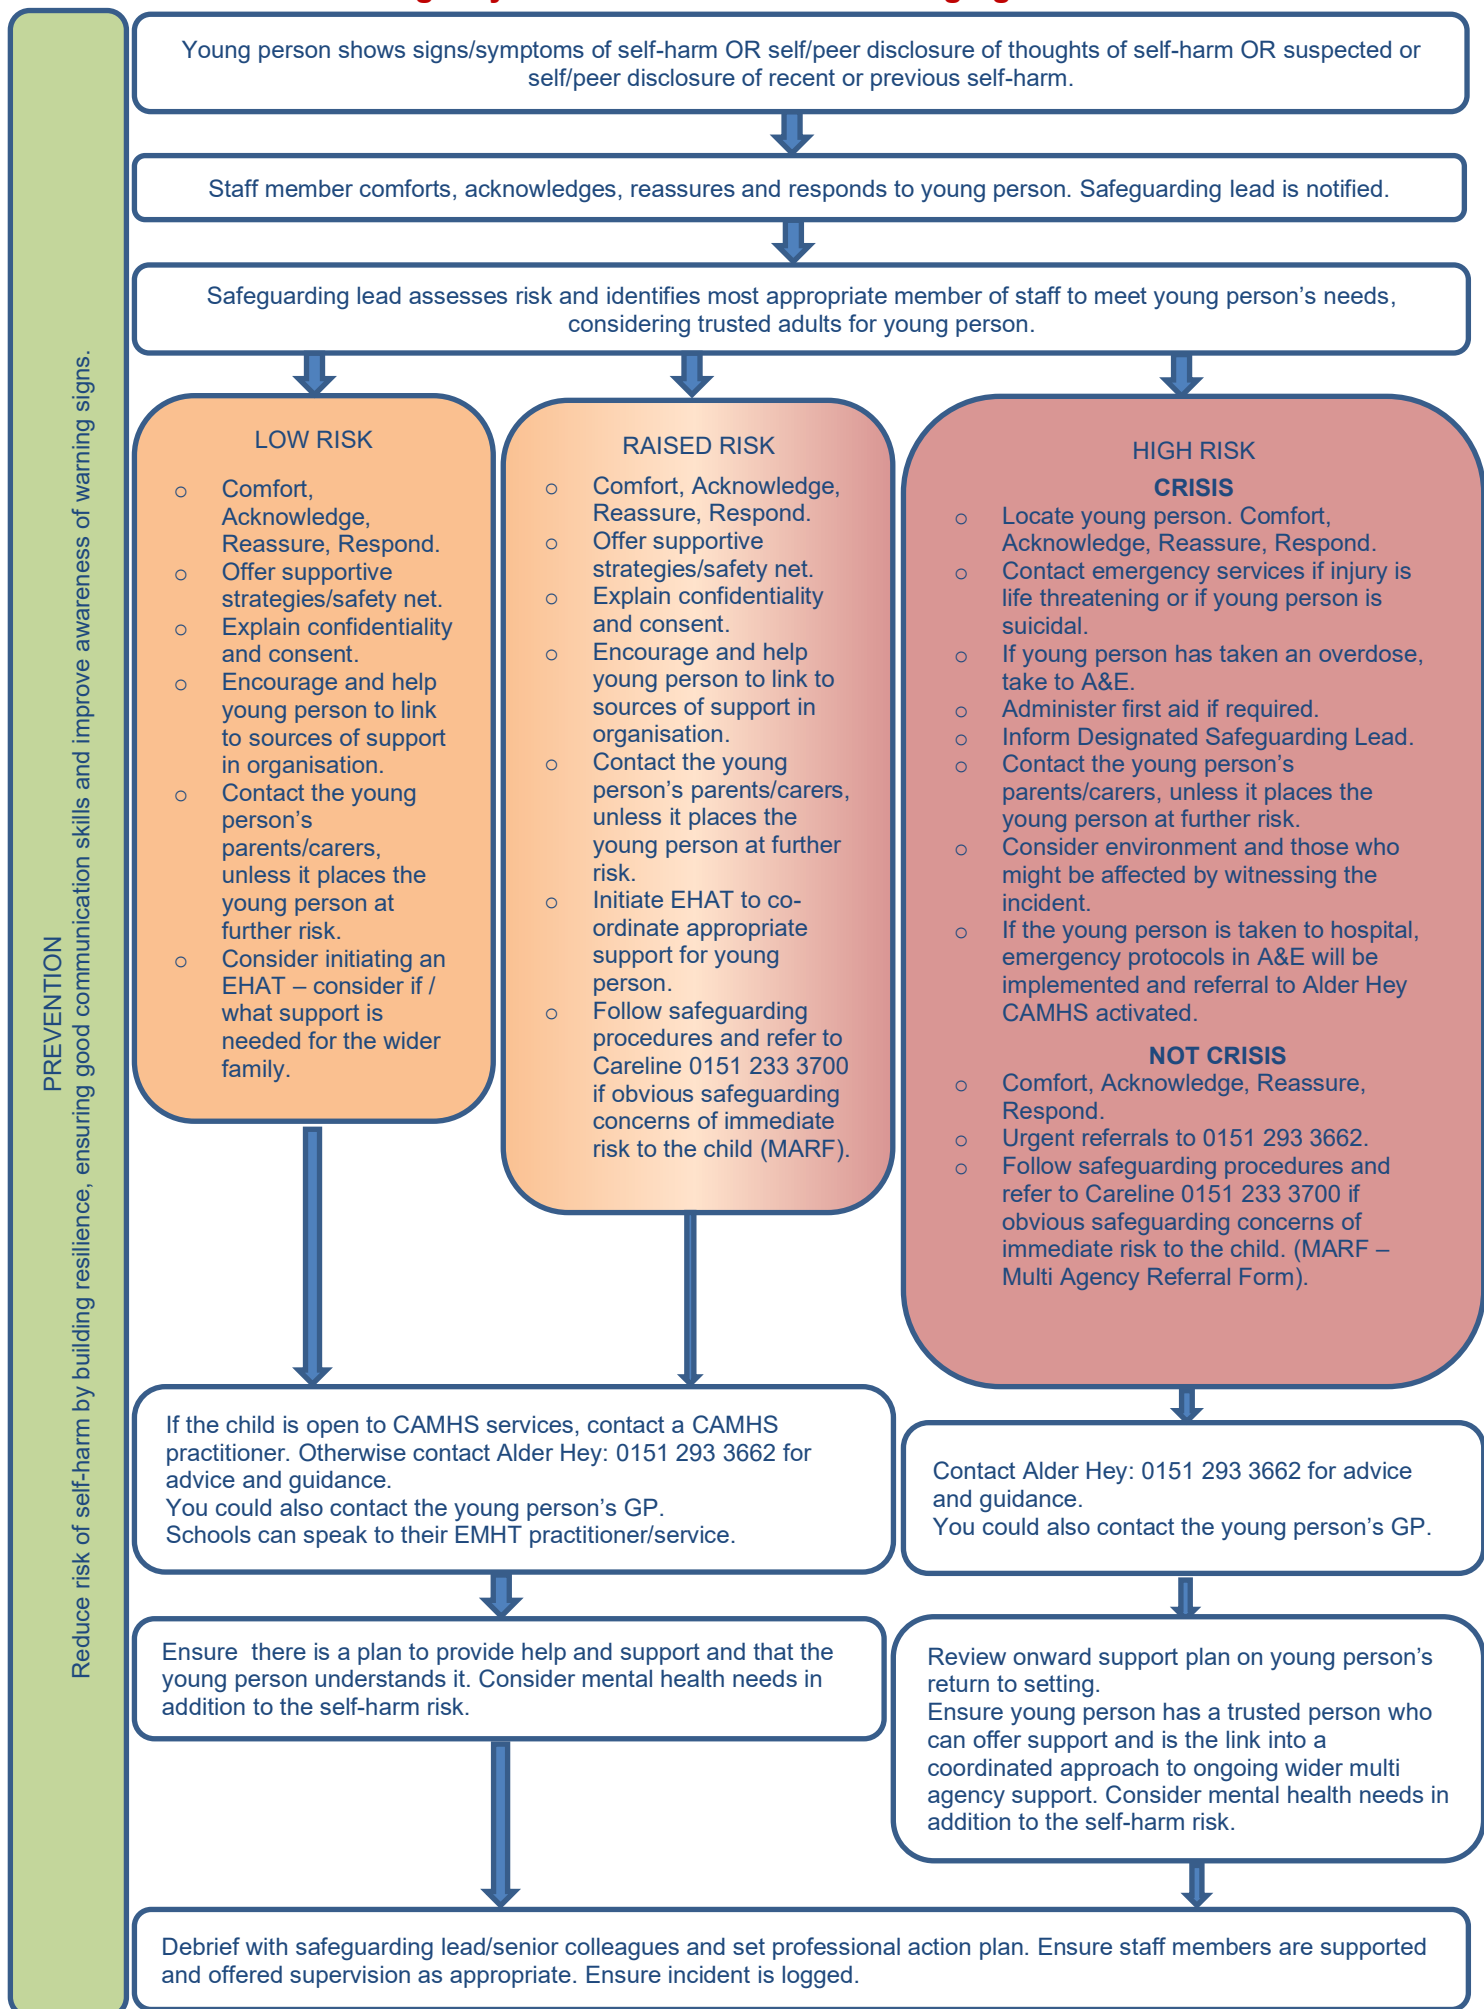 Young person shows signs/symptoms of self-harm OR self/peer disclosure of thoughts of self-harm OR suspected or
self/peer disclosure of recent or previous self-harm.
Staff member comforts, acknowledges, reassures and responds to young person. Safeguarding lead is notified.
Safeguarding lead assesses risk and identifies most appropriate member of staff to meet young person's needs,
considering trusted adults for young person.
PREVENTION
Reduce risk of self-harm by building resilience, ensuring good communication skills and improve awareness of warning signs.
LOW RISK
o Comfort,
Acknowledge,
Reassure, Respond.
o Offer supportive
strategies/safety net.
o Explain confidentiality
and consent.
o Encourage and help
young person to link
to sources of support
in organisation.
o Contact the young
person's
parents/carers,
unless it places the
young person at
further risk.
o Consider initiating an
EHAT – consider if /
what support is
needed for the wider
family.
RAISED RISK
o Comfort, Acknowledge,
Reassure, Respond.
o Offer supportive
strategies/safety net.
o Explain confidentiality
and consent.
o Encourage and help
young person to link to
sources of support in
organisation.
o Contact the young
person's parents/carers,
unless it places the
young person at further
risk.
o Initiate EHAT to co-
ordinate appropriate
support for young
person.
o Follow safeguarding
procedures and refer to
Careline 0151 233 3700
if obvious safeguarding
concerns of immediate
risk to the child (MARF).
HIGH RISK
CRISIS
o Locate young person. Comfort,
Acknowledge, Reassure, Respond.
o Contact emergency services if injury is
life threatening or if young person is
suicidal.
o If young person has taken an overdose,
take to A&E.
o Administer first aid if required.
o Inform Designated Safeguarding Lead.
o Contact the young person's
parents/carers, unless it places the
young person at further risk.
o Consider environment and those who
might be affected by witnessing the
incident.
o If the young person is taken to hospital,
emergency protocols in A&E will be
implemented and referral to Alder Hey
CAMHS activated.
NOT CRISIS
o Comfort, Acknowledge, Reassure,
Respond.
o Urgent referrals to 0151 293 3662.
o Follow safeguarding procedures and
refer to Careline 0151 233 3700 if
obvious safeguarding concerns of
immediate risk to the child. (MARF –
Multi Agency Referral Form).
If the child is open to CAMHS services, contact a CAMHS
practitioner. Otherwise contact Alder Hey: 0151 293 3662 for
advice and guidance.
You could also contact the young person's GP.
Schools can speak to their EMHT practitioner/service.
Contact Alder Hey: 0151 293 3662 for advice
and guidance.
You could also contact the young person's GP.
Ensure  there is a plan to provide help and support and that the
young person understands it. Consider mental health needs in
addition to the self-harm risk.
Review onward support plan on young person's
return to setting.
Ensure young person has a trusted person who
can offer support and is the link into a
coordinated approach to ongoing wider multi
agency support. Consider mental health needs in
addition to the self-harm risk.
Debrief with safeguarding lead/senior colleagues and set professional action plan. Ensure staff members are supported
and offered supervision as appropriate. Ensure incident is logged.